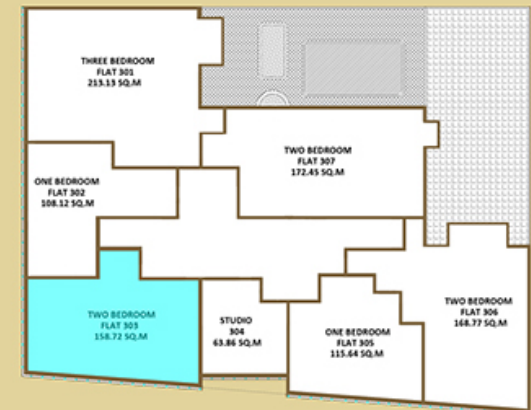 THREE BEDROOM
FLAT 301
213.13 SQ.M
TWO BEDROOM
FLAT 307
172.45 SQ.M
ONE BEDROOM
FLAT 302
108.12 SQ.M
TWO BEDROOM
FLAT 303
158.72 SQ.M
STUDIO
304
63.86 SQ.M
ONE BEDROOM
FLAT 305
115.64 SQ.M
TWO BEDROOM
FLAT 306
168.77 SQ.M